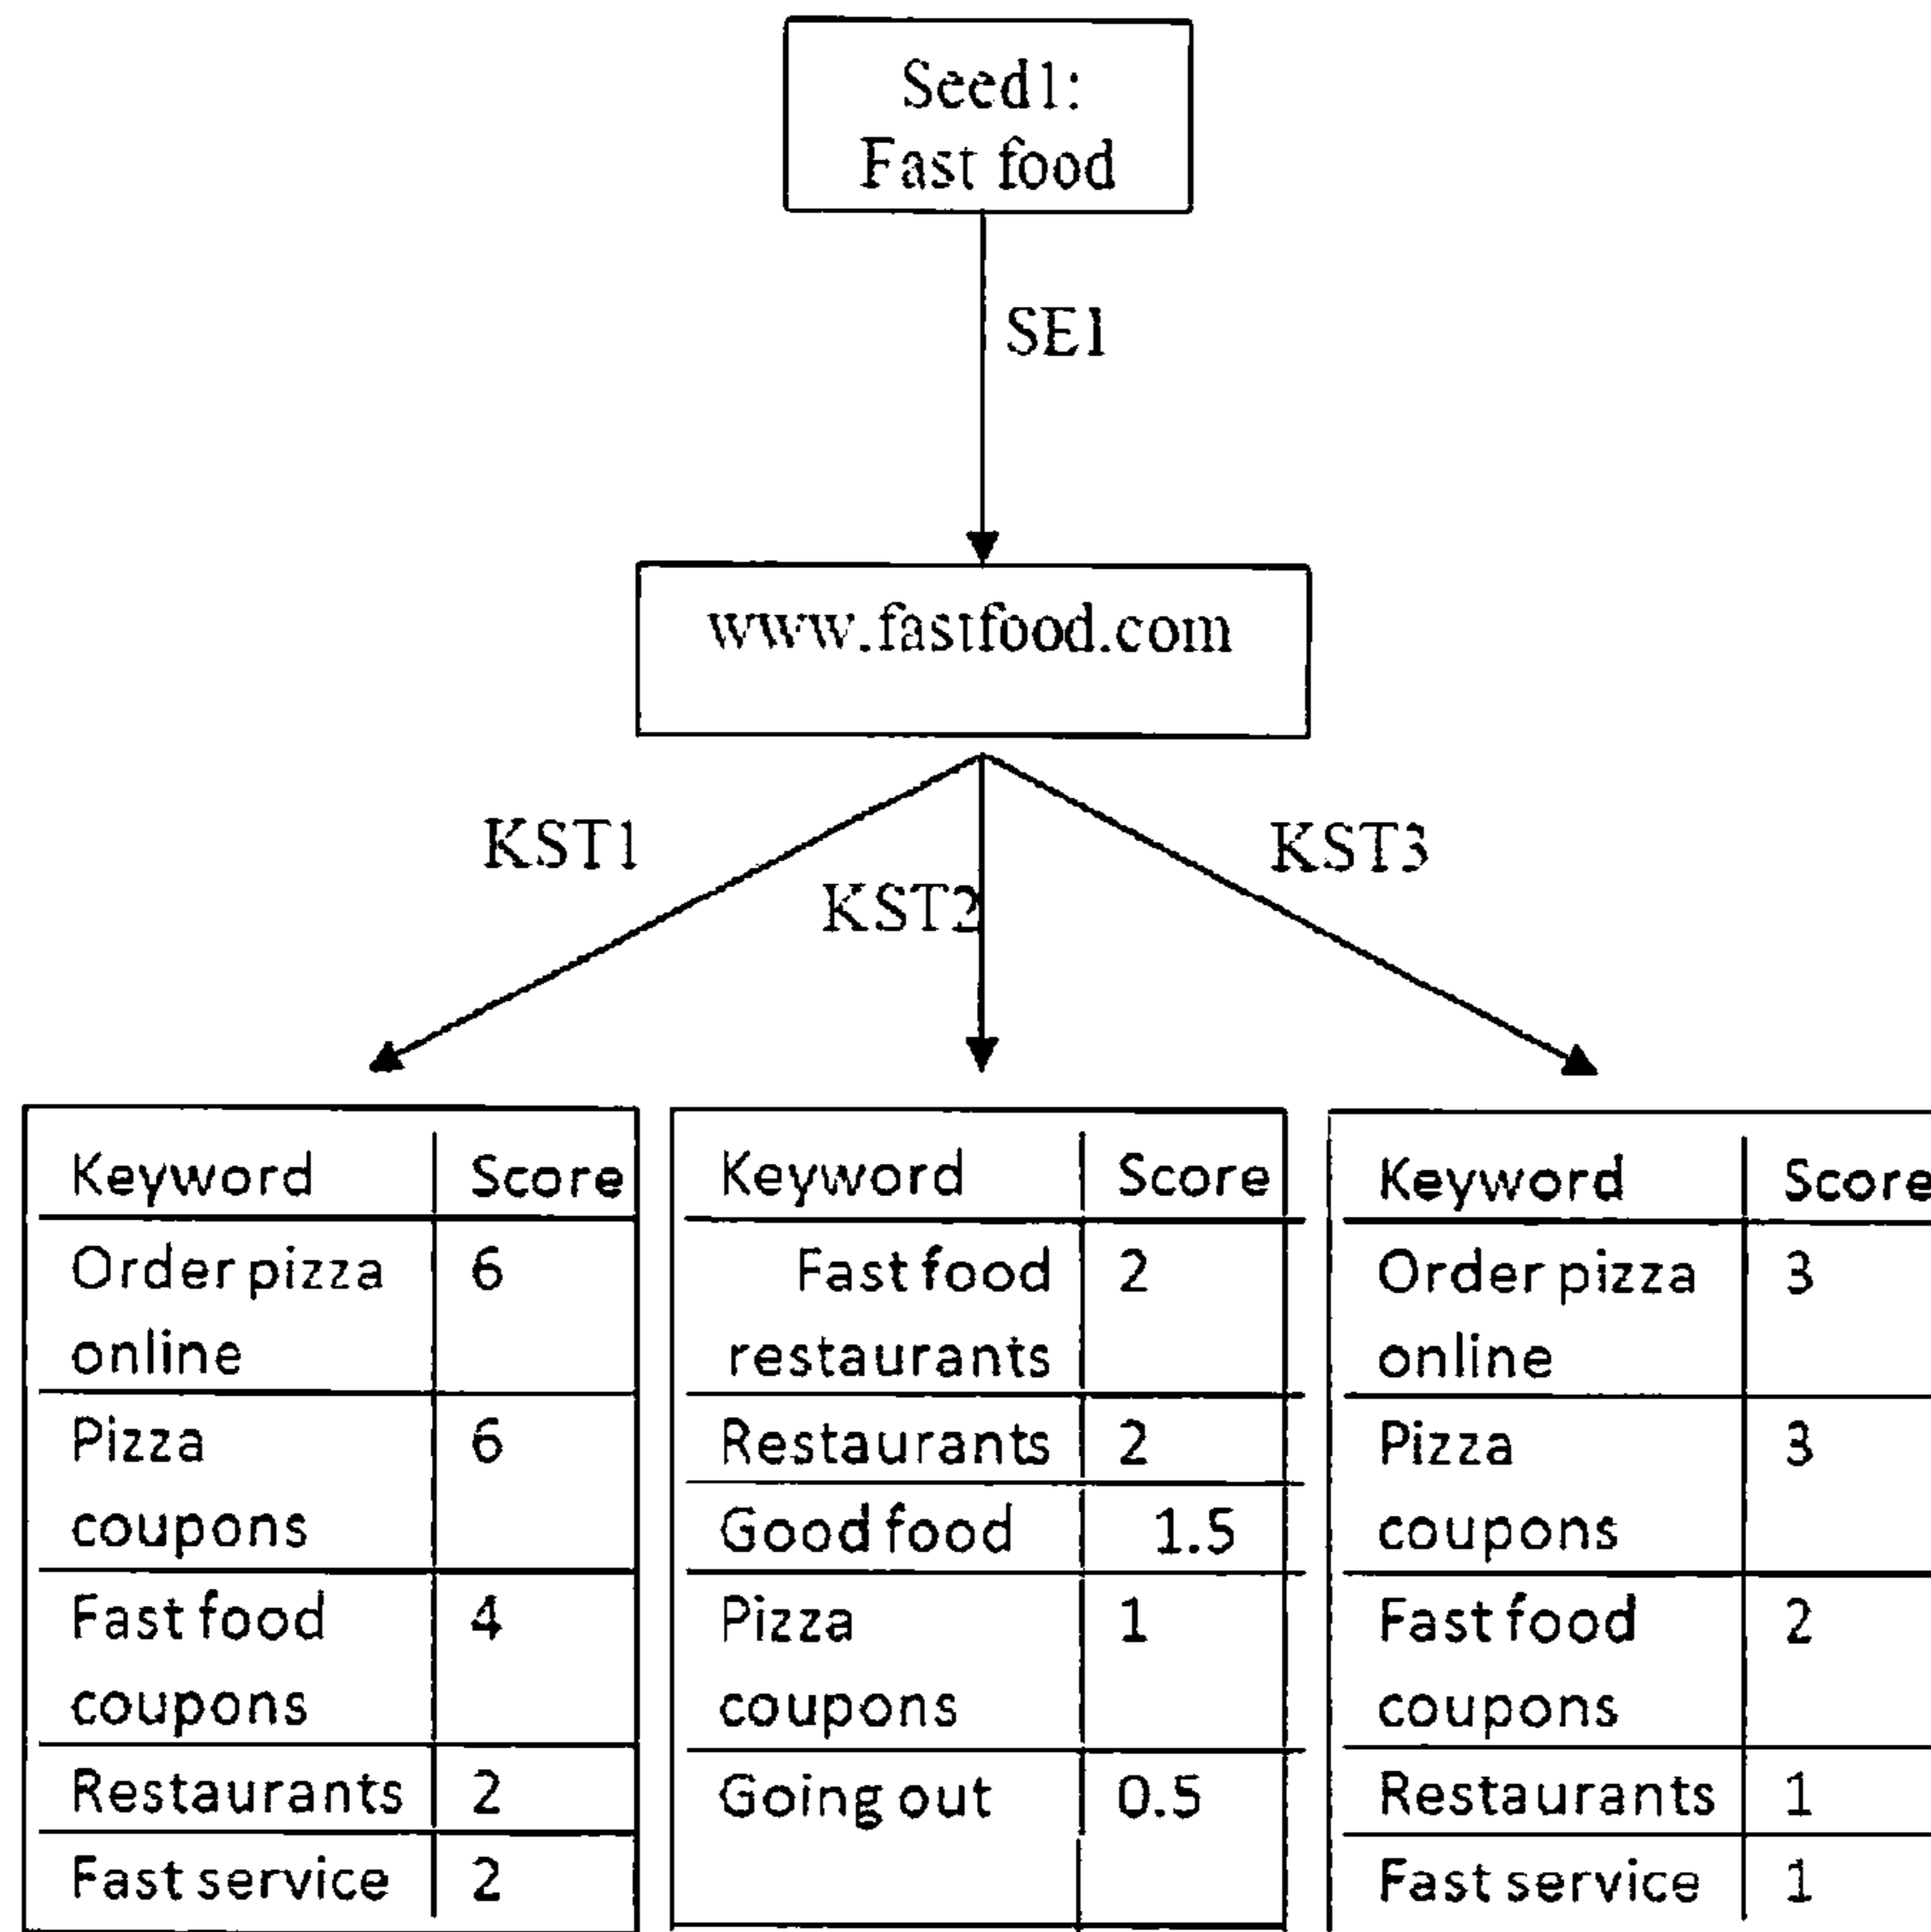 Seed1:
Fast food
SE1
www.fastfood.com
KST1
KST2
KST3
Keyword Score
Order pizza 6
online
Pizza 6
coupons
Fast food 4
coupons
Restaurants 2
Fast service 2
Keyword Score
Fast food 2
restaurants
Restaurants 2
Good food 1.5
Pizza 1
coupons
Going out 0.5
Keyword Score
Order pizza 3
online
Pizza 3
coupons
Fast food 2
coupons
Restaurants 1
Fast service 1